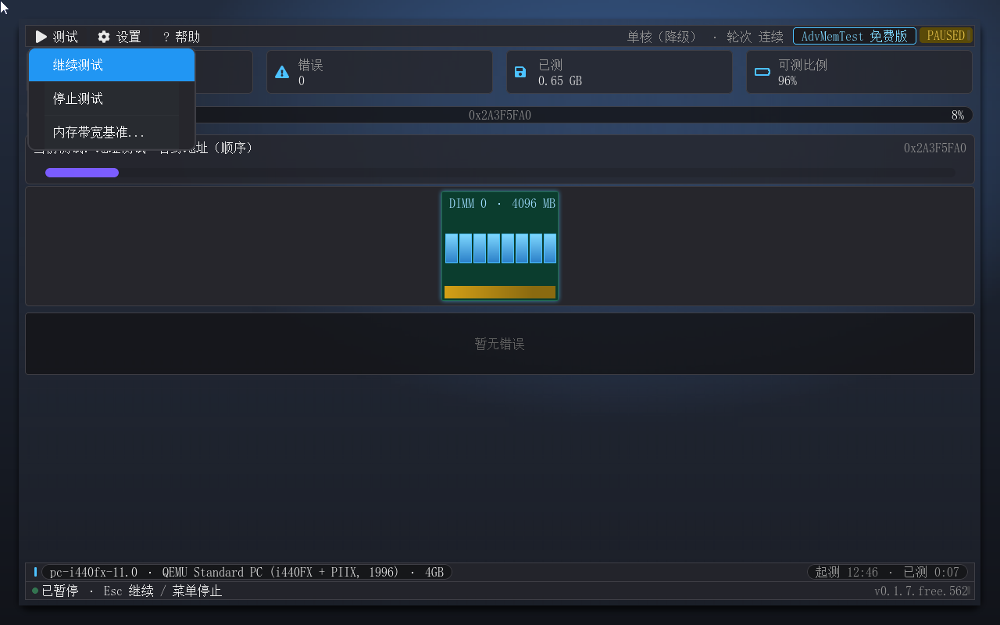 测试 设置 ? 帮助 单核（降级） · 轮次 连续 AdvMemTest 免费版 PAUSED
继续测试
停止测试
内存带宽基准...
错误
0
已测
0.65 GB
可测比例
96%
0x2A3F5FA0 8%
地址（顺序） 0x2A3F5FA0
DIMM 0 · 4096 MB
暂无错误
pc-i440fx-11.0 · QEMU Standard PC (i440FX + PIIX, 1996) · 4GB 起测 12:46 · 已测 0:07
已暂停 · Esc 继续 / 菜单停止 v0.1.7.free.562